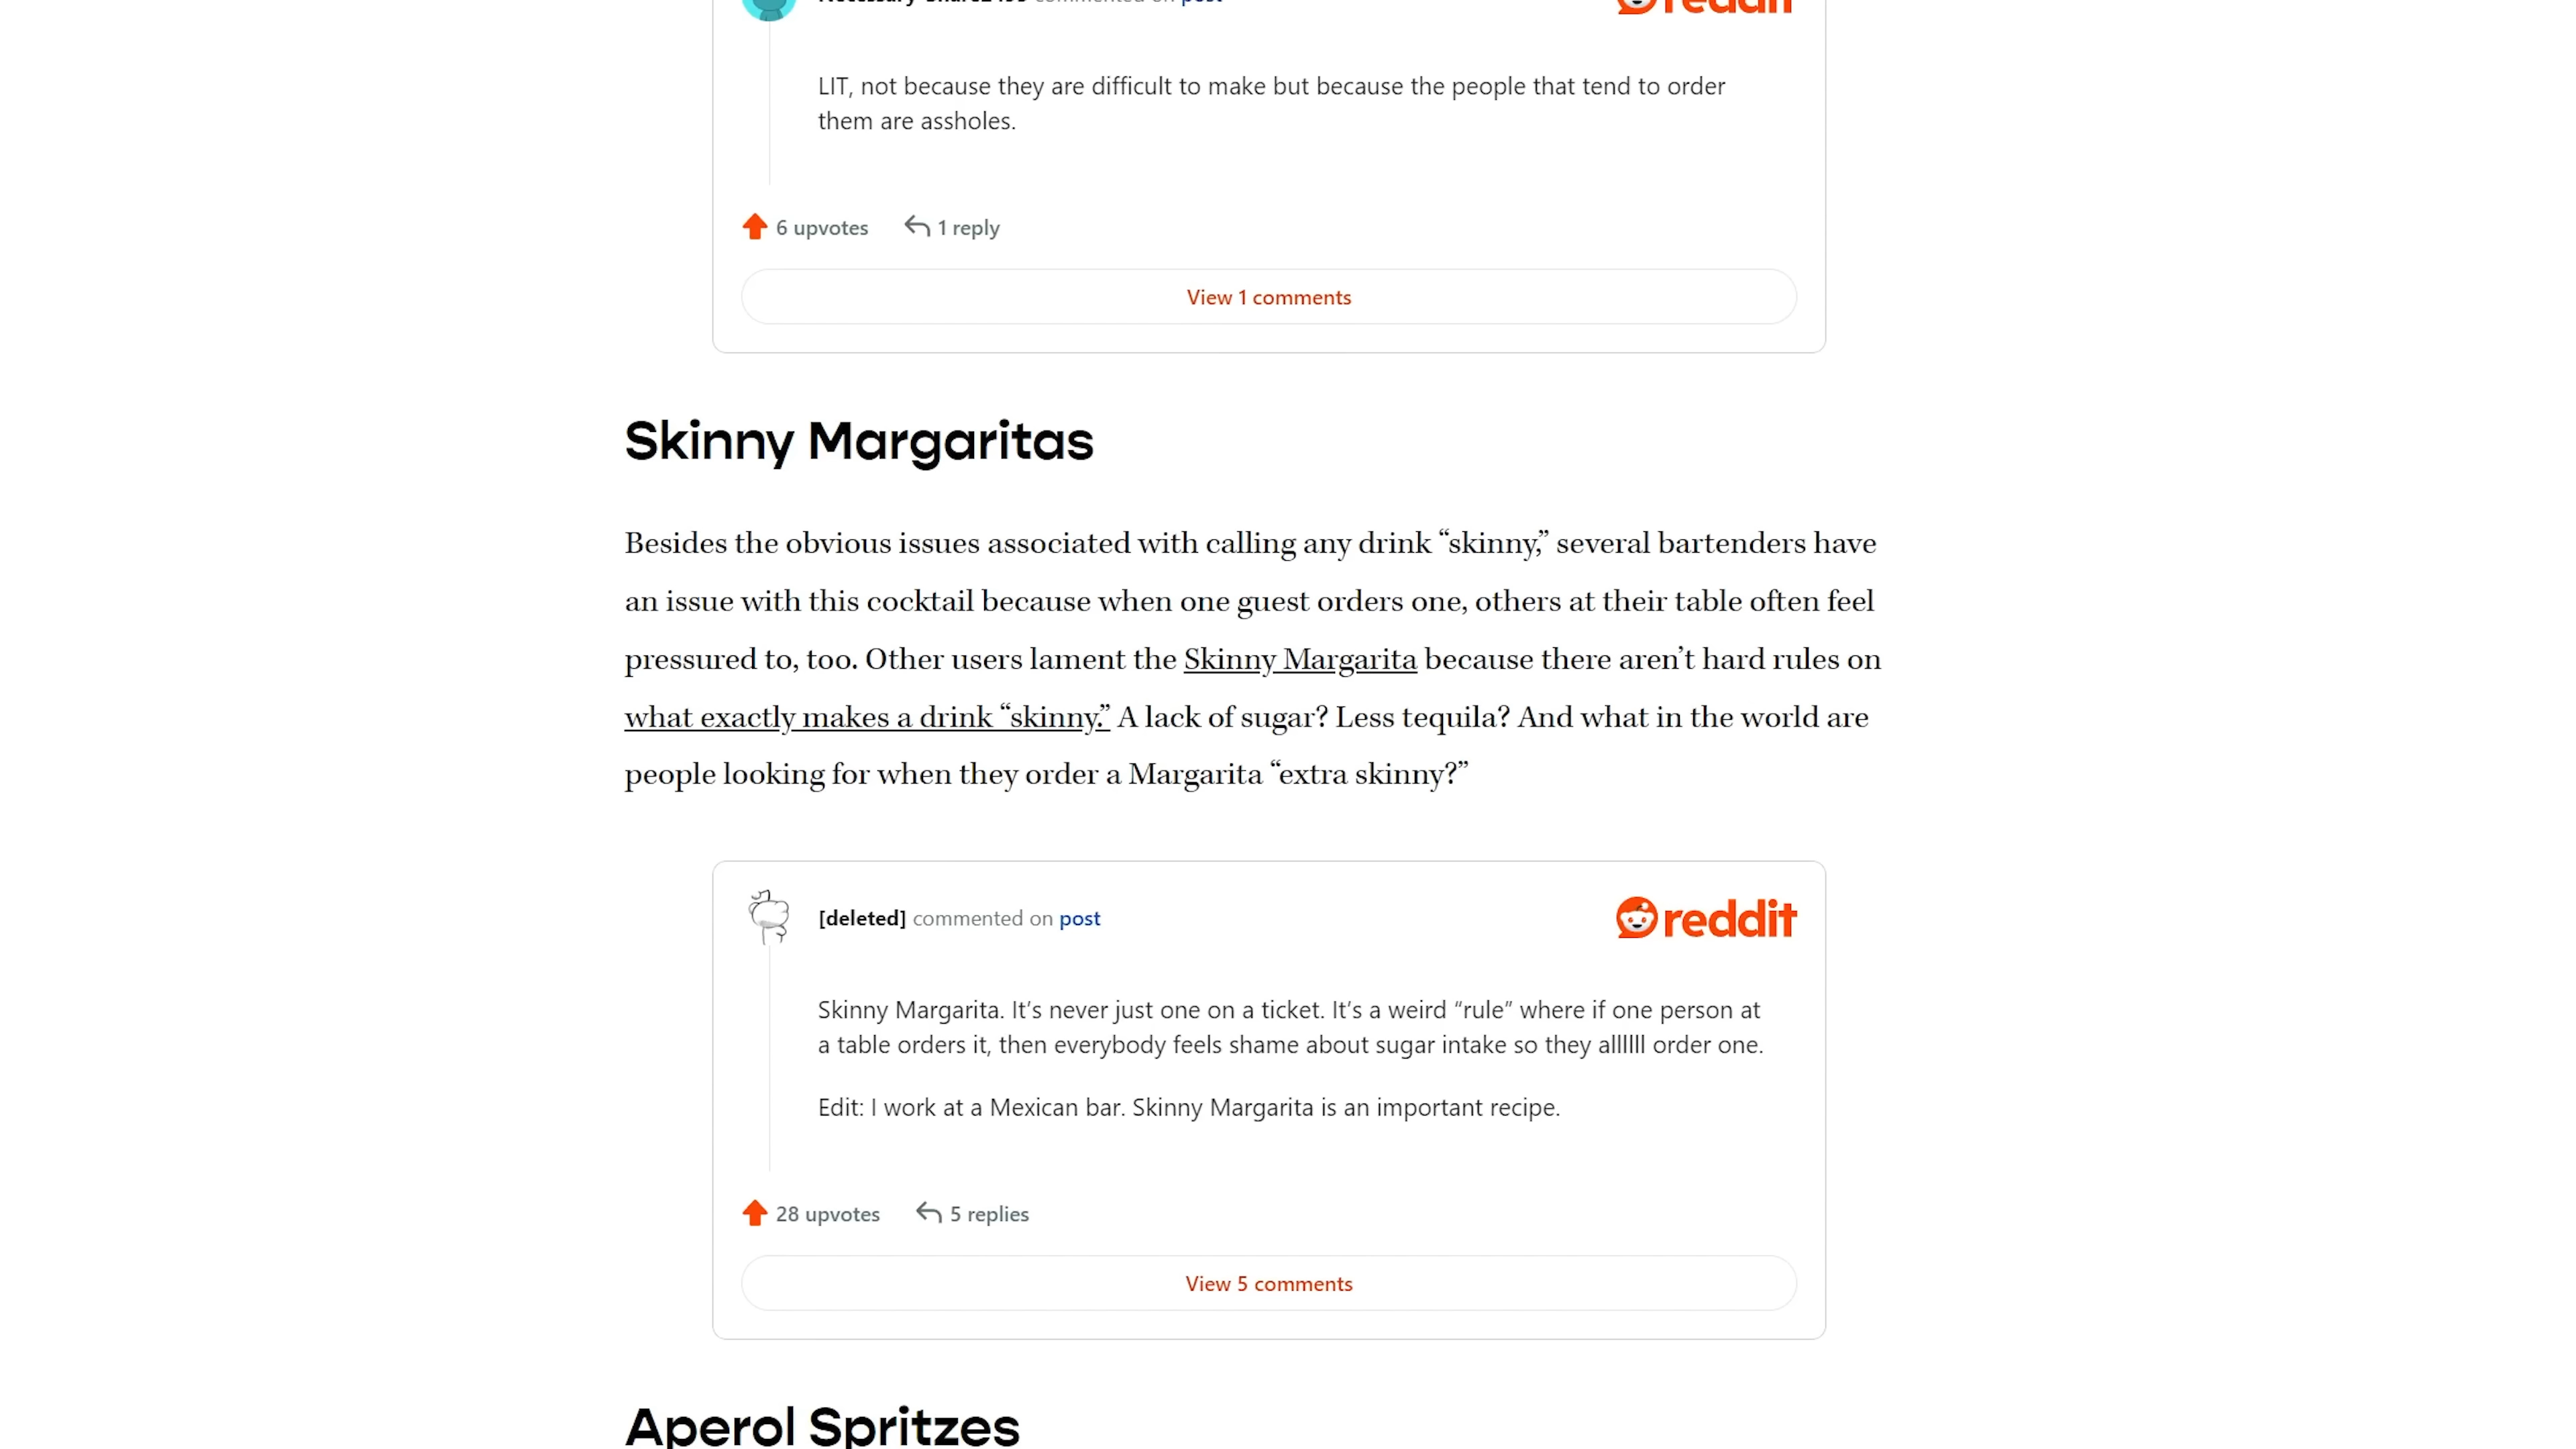 commented on post
reddit
LIT, not because they are difficult to make but because the people that tend to order
them are assholes.
6 upvotes 1 reply
View 1 comments
Skinny Margaritas
Besides the obvious issues associated with calling any drink “skinny,” several bartenders have
an issue with this cocktail because when one guest orders one, others at their table often feel
pressured to, too. Other users lament the Skinny Margarita because there aren’t hard rules on
what exactly makes a drink “skinny.” A lack of sugar? Less tequila? And what in the world are
people looking for when they order a Margarita “extra skinny?”
[deleted] commented on post
reddit
Skinny Margarita. It’s never just one on a ticket. It’s a weird “rule” where if one person at
a table orders it, then everybody feels shame about sugar intake so they allllll order one.
Edit: I work at a Mexican bar. Skinny Margarita is an important recipe.
28 upvotes 5 replies
View 5 comments
Aperol Spritzes